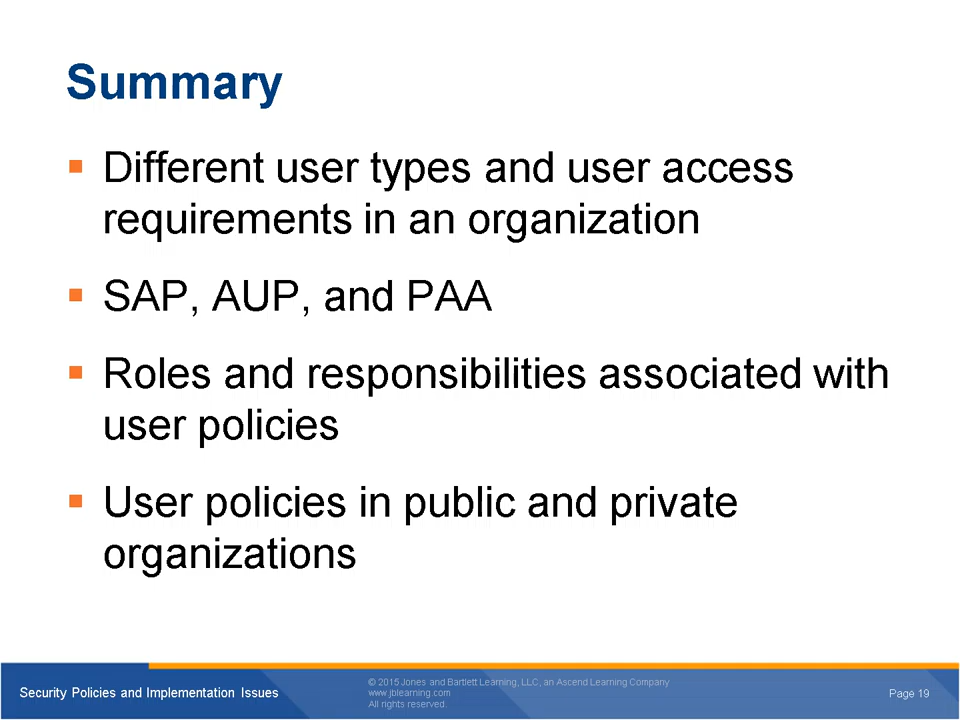 Summary
▪ Different user types and user access
requirements in an organization
▪ SAP, AUP, and PAA
▪ Roles and responsibilities associated with
user policies
▪ User policies in public and private
organizations
Security Policies and Implementation Issues
© 2015 Jones and Bartlett Learning, LLC, an Ascend Learning Company
www.jblearning.com
All rights reserved.
Page 19